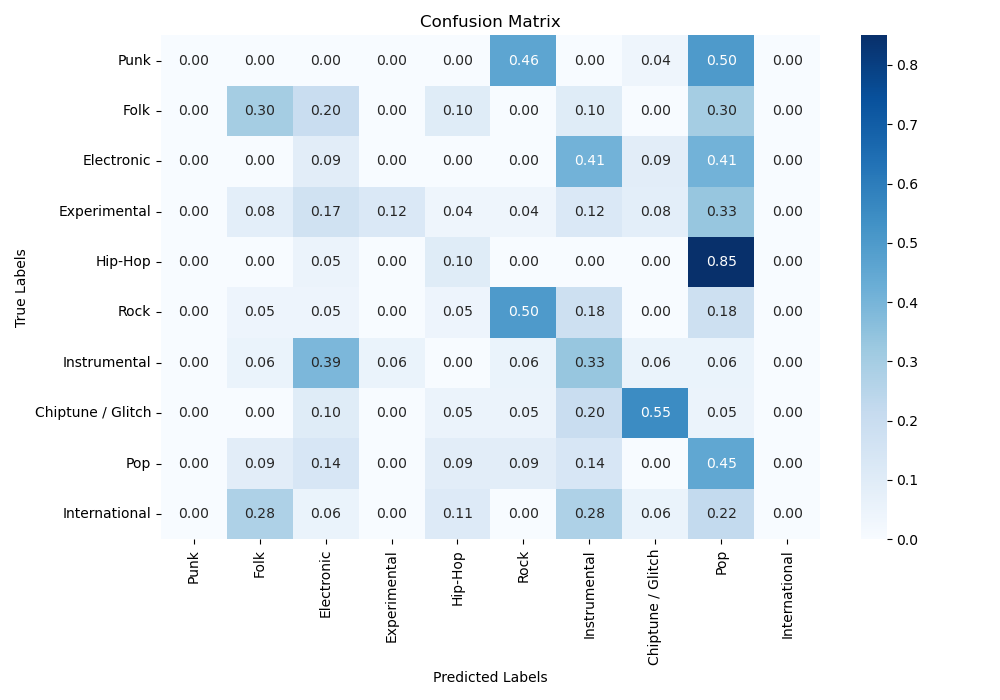 Confusion Matrix
True Labels
Punk 0.00 0.00 0.00 0.00 0.00 0.46 0.00 0.04 0.50 0.00
Folk 0.00 0.30 0.20 0.00 0.10 0.00 0.10 0.00 0.30 0.00
Electronic 0.00 0.00 0.09 0.00 0.00 0.00 0.41 0.09 0.41 0.00
Experimental 0.00 0.08 0.17 0.12 0.04 0.04 0.12 0.08 0.33 0.00
Hip-Hop 0.00 0.00 0.05 0.00 0.10 0.00 0.00 0.00 0.85 0.00
Rock 0.00 0.05 0.05 0.00 0.05 0.50 0.18 0.00 0.18 0.00
Instrumental 0.00 0.06 0.39 0.06 0.00 0.06 0.33 0.06 0.06 0.00
Chiptune / Glitch 0.00 0.00 0.10 0.00 0.05 0.05 0.20 0.55 0.05 0.00
Pop 0.00 0.09 0.14 0.00 0.09 0.09 0.14 0.00 0.45 0.00
International 0.00 0.28 0.06 0.00 0.11 0.00 0.28 0.06 0.22 0.00
Punk
Folk
Electronic
Experimental
Hip-Hop
Rock
Instrumental
Chiptune / Glitch
Pop
International
Predicted Labels
0.8
0.7
0.6
0.5
0.4
0.3
0.2
0.1
0.0